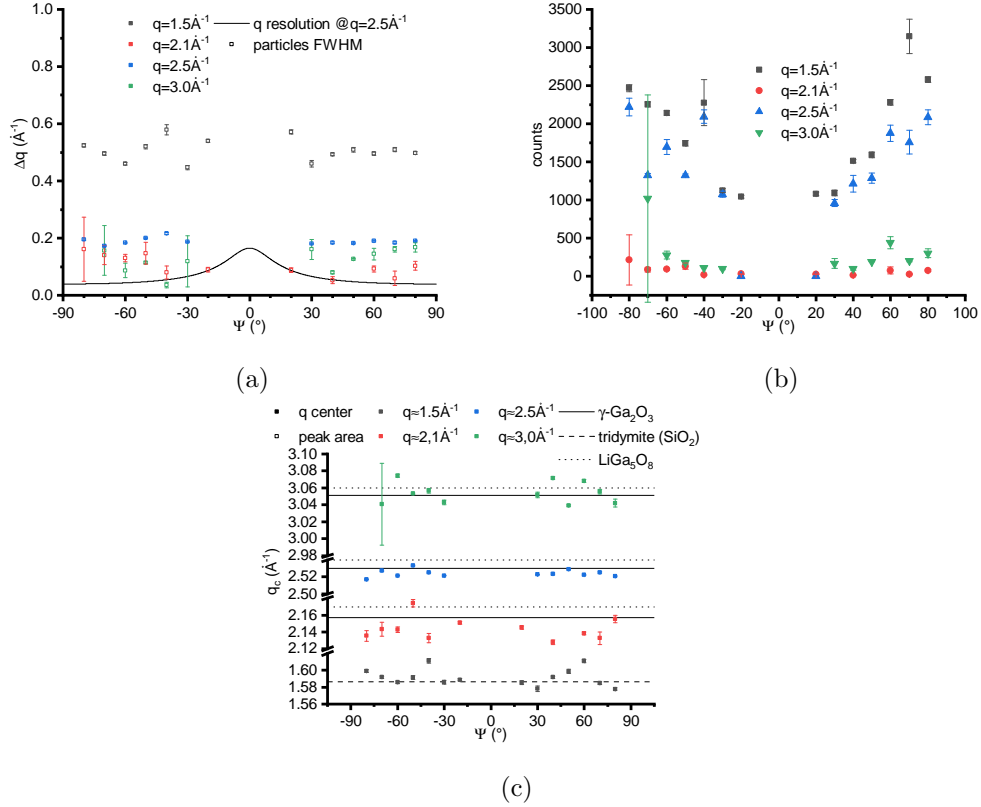 1.0
0.8
0.6
0.4
0.2
0.0
Δq (Å⁻¹)
-90 -60 -30 0 30 60 90
Ψ (°)
q=1.5Å⁻¹
q=2.1Å⁻¹
q=2.5Å⁻¹
q=3.0Å⁻¹
q resolution @q=2.5Å⁻¹
particles FWHM
(a)
3500
3000
2500
2000
1500
1000
500
0
counts
-100 -80 -60 -40 -20 0 20 40 60 80 100
Ψ (°)
q=1.5Å⁻¹
q=2.1Å⁻¹
q=2.5Å⁻¹
q=3.0Å⁻¹
(b)
q center
peak area
q≈1.5Å⁻¹
q≈2,1Å⁻¹
q≈2.5Å⁻¹
q≈3,0Å⁻¹
γ-Ga₂O₃
tridymite (SiO₂)
LiGa₅O₈
3.10
3.08
3.06
3.04
3.02
3.00
2.98
2.52
2.50
2.16
2.14
2.12
1.60
1.58
1.56
q_c (Å⁻¹)
-90 -60 -30 0 30 60 90
Ψ (°)
(c)